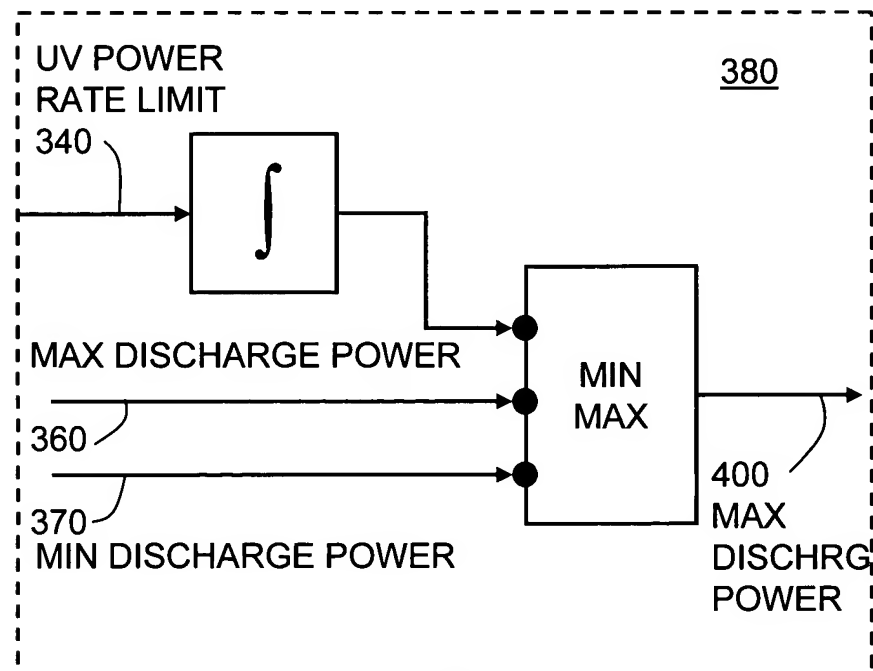 UV POWER
RATE LIMIT
340
380
∫
MAX DISCHARGE POWER
360
370
MIN DISCHARGE POWER
MIN
MAX
400
MAX
DISCHRG
POWER